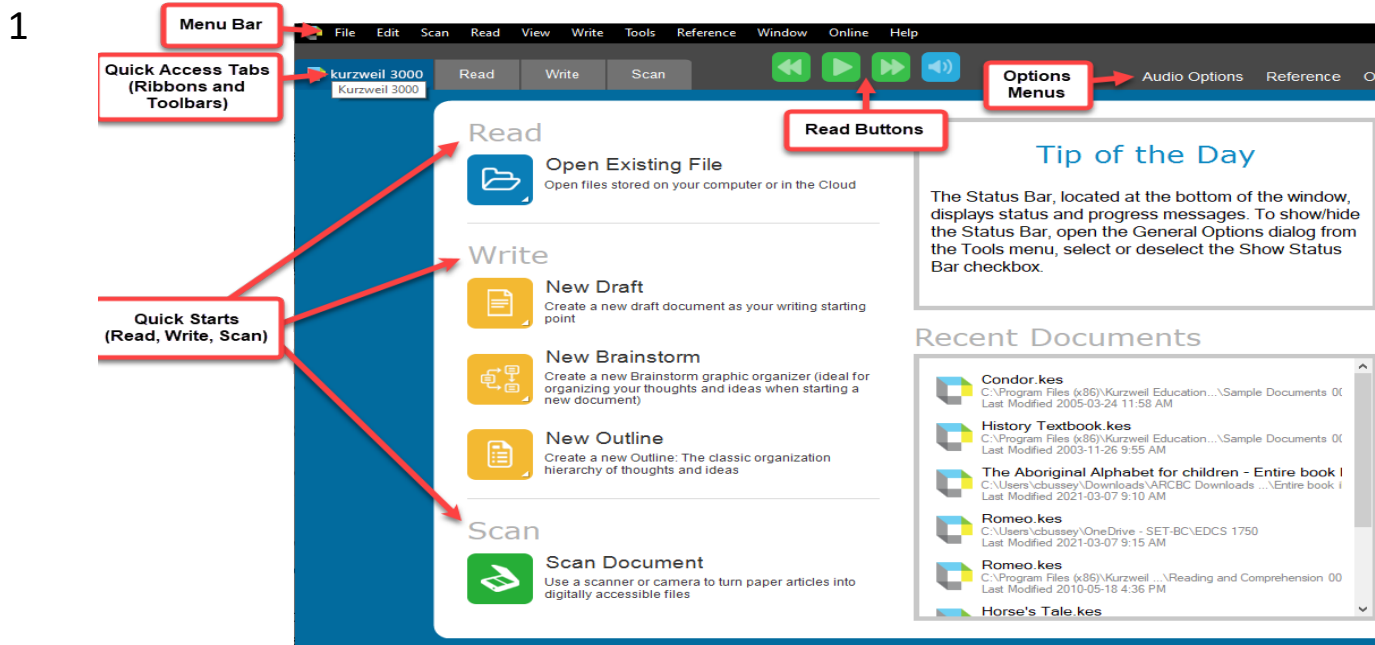 1
Menu Bar
File Edit Scan Read View Write Tools Reference Window Online Help
Quick Access Tabs
(Ribbons and
Toolbars)
kurzweil 3000 Read Write Scan
Kurzweil 3000
Options
Menus
Audio Options Reference O
Read Buttons
Quick Starts
(Read, Write, Scan)
Read
Open Existing File
Open files stored on your computer or in the Cloud
Write
New Draft
Create a new draft document as your writing starting
point
New Brainstorm
Create a new Brainstorm graphic organizer (ideal for
organizing your thoughts and ideas when starting a
new document)
New Outline
Create a new Outline: The classic organization
hierarchy of thoughts and ideas
Scan
Scan Document
Use a scanner or camera to turn paper articles into
digitally accessible files
Tip of the Day
The Status Bar, located at the bottom of the window,
displays status and progress messages. To show/hide
the Status Bar, open the General Options dialog from
the Tools menu, select or deselect the Show Status
Bar checkbox.
Recent Documents
Condor.kes
C:\Program Files (x86)\Kurzweil Education...\Sample Documents 0
Last Modified 2005-03-24 11:58 AM
History Textbook.kes
C:\Program Files (x86)\Kurzweil Education...\Sample Documents 0
Last Modified 2003-11-26 9:55 AM
The Aboriginal Alphabet for children - Entire book
C:\Users\cbussey\Downloads\ARCBC Downloads ...\Entire book i
Last Modified 2021-03-07 9:10 AM
Romeo.kes
C:\Users\cbussey\OneDrive - SET-BC\EDCS 1750
Last Modified 2021-03-07 9:15 AM
Romeo.kes
C:\Program Files (x86)\Kurzweil ...\Reading and Comprehension 00
Last Modified 2010-05-18 4:36 PM
Horse's Tale.kes